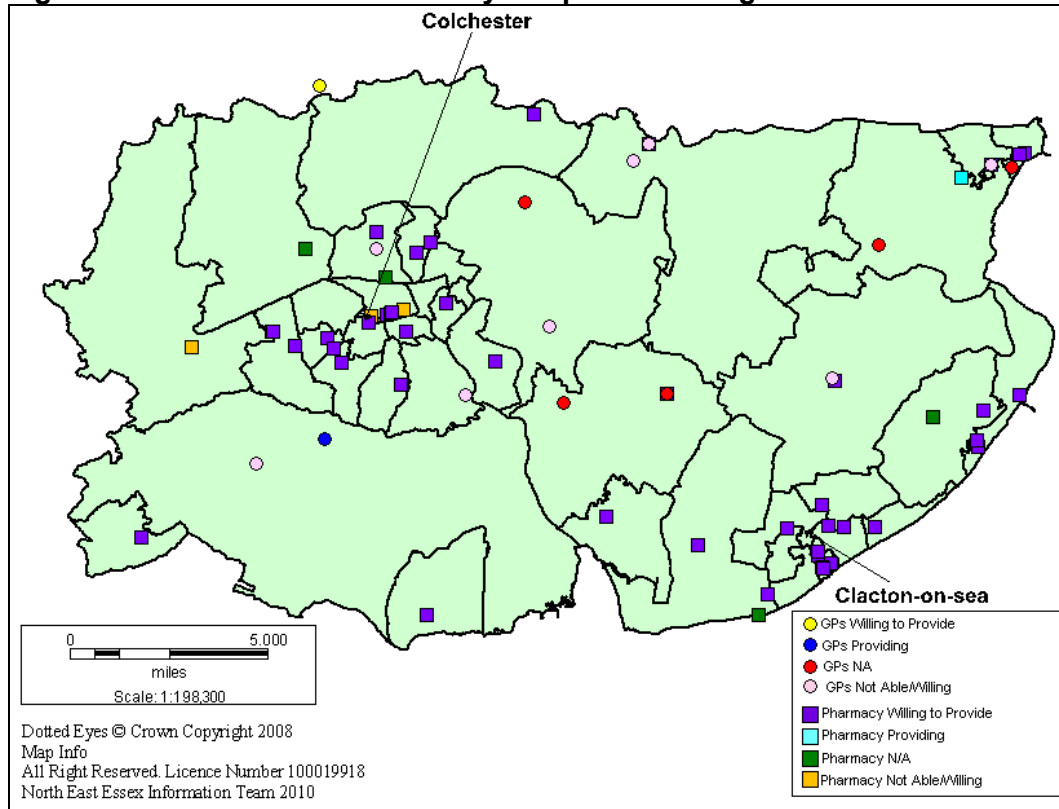 Colchester
Clacton-on-sea
GPs Willing to Provide
GPs Providing
GPs NA
GPs Not Able/Willing
Pharmacy Willing to Provide
Pharmacy Providing
Pharmacy N/A
Pharmacy Not Able/Willing
0 5.000
miles
Scale: 1:198,300
Dotted Eyes © Crown Copyright 2008
Map Info
All Right Reserved. Licence Number 100019918
North East Essex Information Team 2010